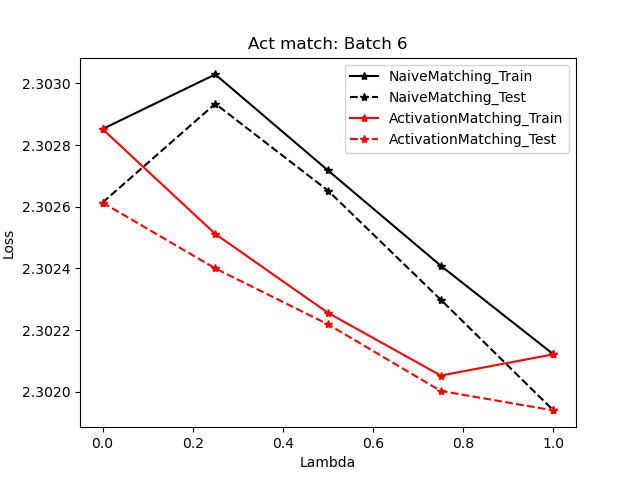 Act match: Batch 6
NaiveMatching_Train
NaiveMatching_Test
ActivationMatching_Train
ActivationMatching_Test
2.3030
2.3028
2.3026
2.3024
2.3022
2.3020
Loss
0.0 0.2 0.4 0.6 0.8 1.0
Lambda